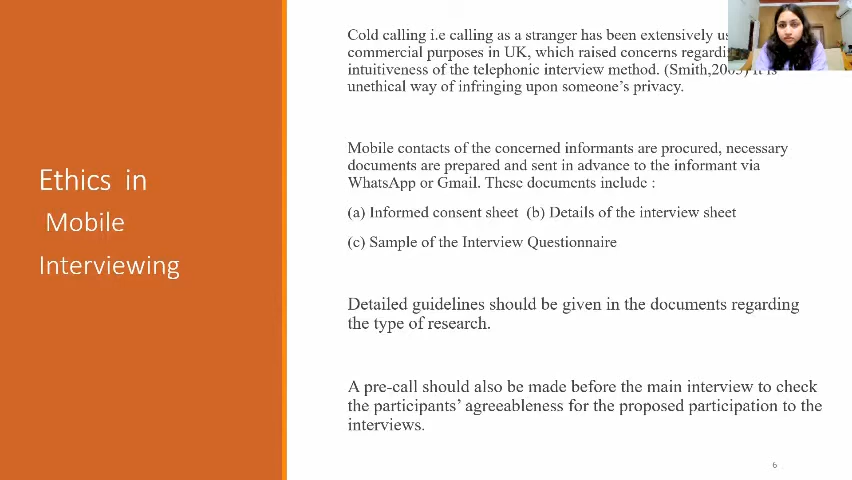 Ethics in
Mobile
Interviewing
Cold calling i.e calling as a stranger has been extensively
commercial purposes in UK, which raised concerns
intuitiveness of the telephonic interview method. (Smith,2005) It is
unethical way of infringing upon someone's privacy.
Mobile contacts of the concerned informants are procured, necessary
documents are prepared and sent in advance to the informant via
WhatsApp or Gmail. These documents include :
(a) Informed consent sheet (b) Details of the interview sheet
(c) Sample of the Interview Questionnaire
Detailed guidelines should be given in the documents regarding
the type of research.
A pre-call should also be made before the main interview to check
the participants' agreeableness for the proposed participation to the
interviews.
6